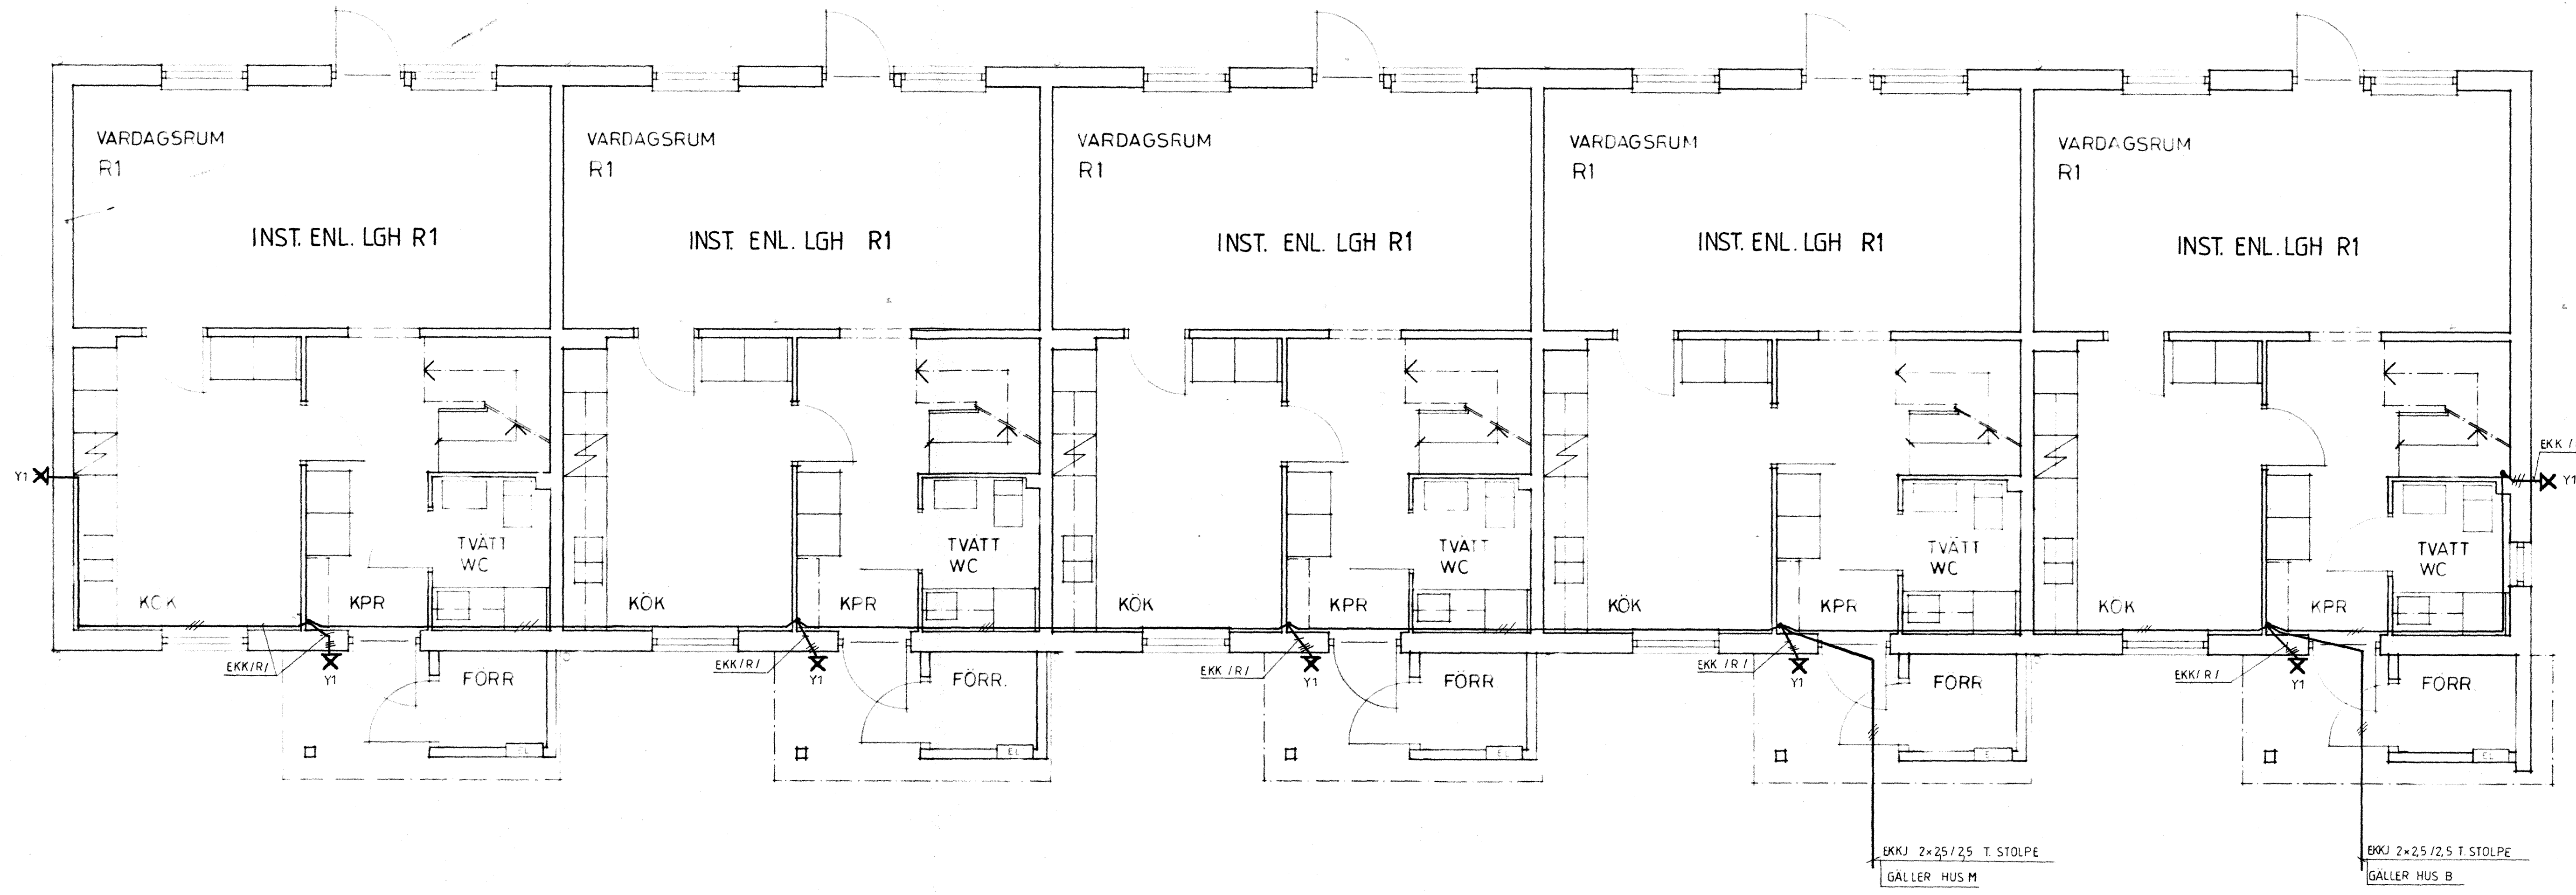 VARDAGSRUM
R1
INST. ENL. LGH R1
VARDAGSRUM
R1
INST. ENL. LGH R1
VARDAGSRUM
R1
INST. ENL. LGH R1
VARDAGSRUM
R1
INST. ENL. LGH R1
VARDAGSRUM
R1
INST. ENL. LGH R1
Y1
EKK /
Y1
TVÄTT
WC
KÖK
KPR
TVÄTT
WC
KÖK
KPR
TVÄTT
WC
KÖK
KPR
TVÄTT
WC
KÖK
KPR
TVÄTT
WC
KÖK
KPR
EKK/R/
Y1
FÖRR
EL
EKK/R/
Y1
FÖRR.
EL
EKK /R/
Y1
FÖRR
EL
EKK /R/
Y1
FÖRR
EL
EKK/R/
Y1
FÖRR
EL
EKKJ 2×2,5/2,5 T. STOLPE
GÄLLER HUS M
EKKJ 2×2,5/2,5 T. STOLPE
GÄLLER HUS B